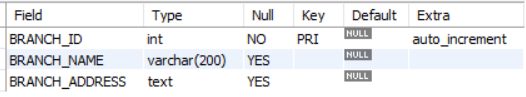 Field Type Null Key Default Extra
BRANCH_ID int NO PRI NULL auto_increment
BRANCH_NAME varchar(200) YES NULL
BRANCH_ADDRESS text YES NULL